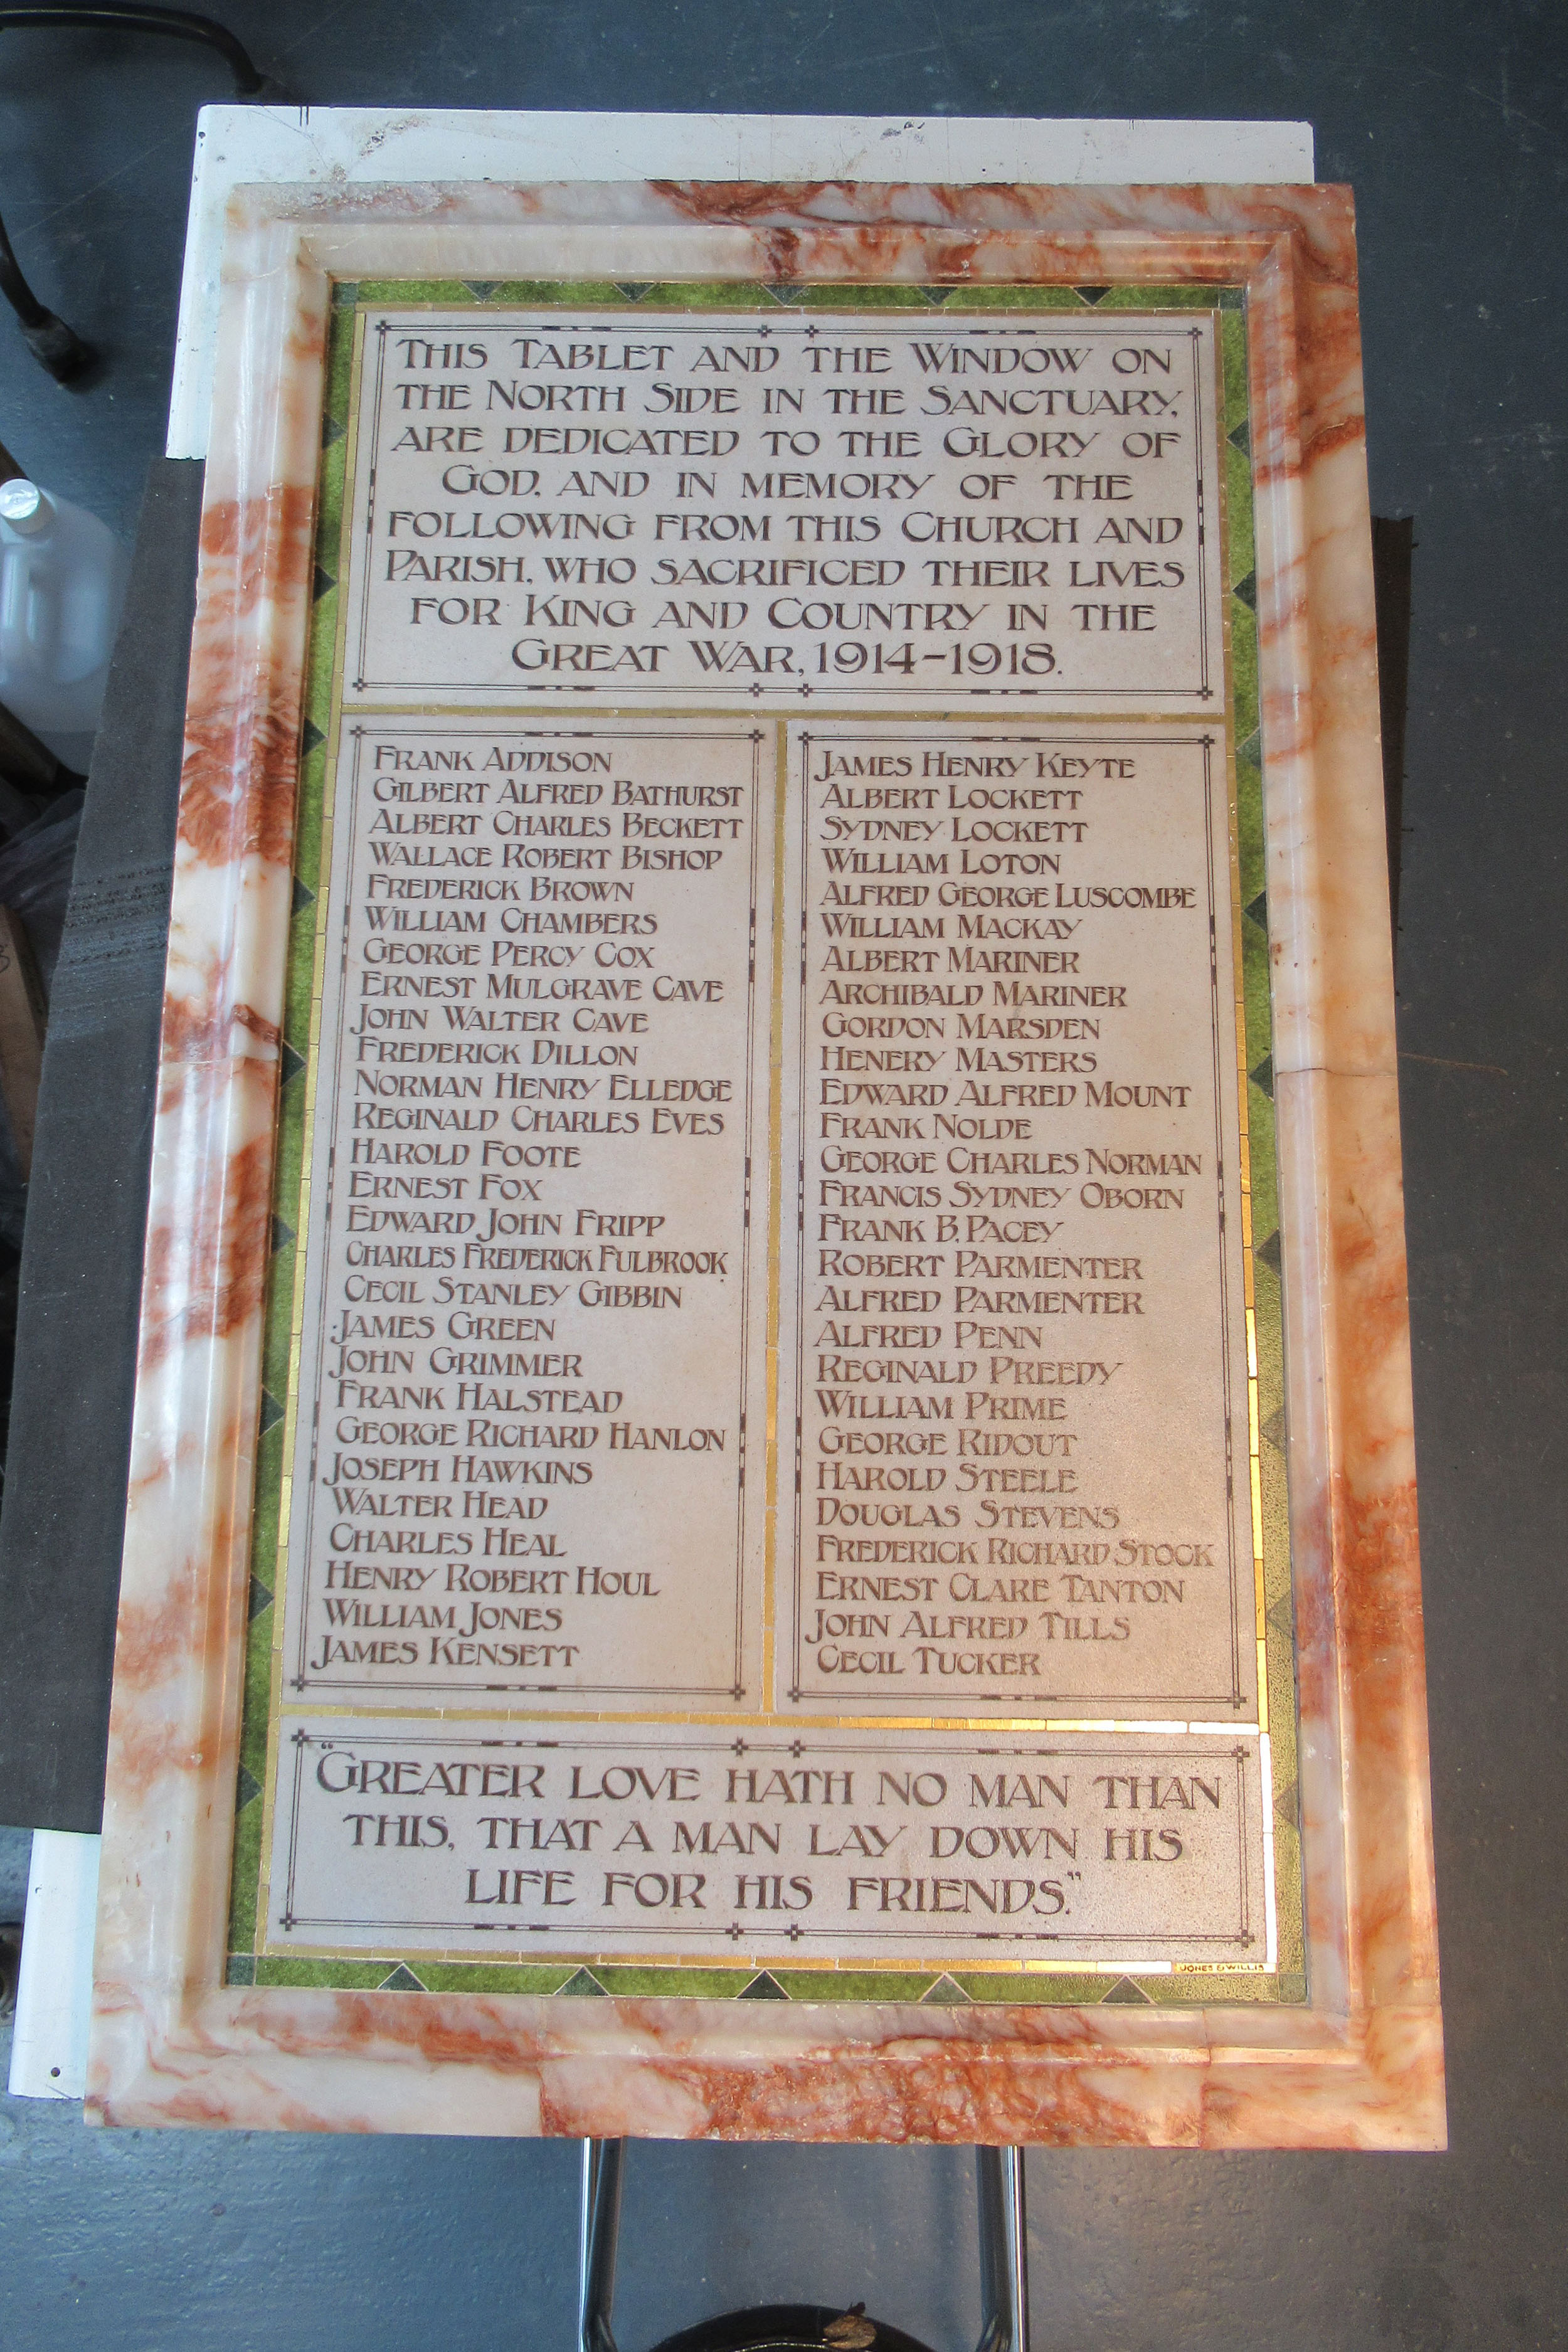 THIS TABLET AND THE WINDOW ON
THE NORTH SIDE IN THE SANCTUARY,
ARE DEDICATED TO THE GLORY OF
GOD, AND IN MEMORY OF THE
FOLLOWING FROM THIS CHURCH AND
PARISH, WHO SACRIFICED THEIR LIVES
FOR KING AND COUNTRY IN THE
GREAT WAR, 1914-1918.
FRANK ADDISON
GILBERT ALFRED BATHURST
ALBERT CHARLES BECKETT
WALLACE ROBERT BISHOP
FREDERICK BROWN
WILLIAM CHAMBERS
GEORGE PERCY COX
ERNEST MULGRAVE CAVE
JOHN WALTER CAVE
FREDERICK DILLON
NORMAN HENRY ELLEDGE
REGINALD CHARLES EVES
HAROLD FOOTE
ERNEST FOX
EDWARD JOHN FRIPP
CHARLES FREDERICK FULBROOK
CECIL STANLEY GIBBIN
JAMES GREEN
JOHN GRIMMER
FRANK HALSTEAD
GEORGE RICHARD HANLON
JOSEPH HAWKINS
WALTER HEAD
CHARLES HEAL
HENRY ROBERT HOUL
WILLIAM JONES
JAMES KENSETT
JAMES HENRY KEYTE
ALBERT LOCKETT
SYDNEY LOCKETT
WILLIAM LOTON
ALFRED GEORGE LUSCOMBE
WILLIAM MACKAY
ALBERT MARINER
ARCHIBALD MARINER
GORDON MARSDEN
HENERY MASTERS
EDWARD ALFRED MOUNT
FRANK NOLDE
GEORGE CHARLES NORMAN
FRANCIS SYDNEY OBORN
FRANK B. PACEY
ROBERT PARMENTER
ALFRED PARMENTER
ALFRED PENN
REGINALD PREEDY
WILLIAM PRIME
GEORGE RIDOUT
HAROLD STEELE
DOUGLAS STEVENS
FREDERICK RICHARD STOCK
ERNEST CLARE TANTON
JOHN ALFRED TILLS
CECIL TUCKER
"GREATER LOVE HATH NO MAN THAN
THIS, THAT A MAN LAY DOWN HIS
LIFE FOR HIS FRIENDS."
JONES & WILLIS